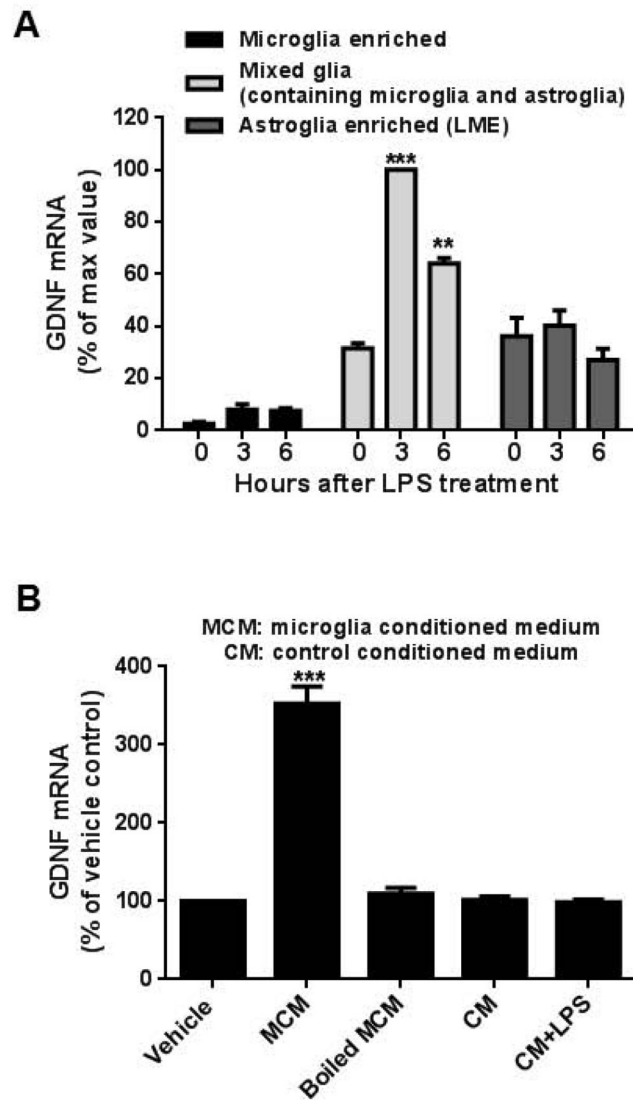 A
Microglia enriched
Mixed glia
(containing microglia and astroglia)
Astroglia enriched (LME)
GDNF mRNA
(% of max value)
120
100
80
60
40
20
0
***
**
0 3 6 0 3 6 0 3 6
Hours after LPS treatment
B
MCM: microglia conditioned medium
CM: control conditioned medium
GDNF mRNA
(% of vehicle control)
400
300
200
100
0
***
Vehicle
MCM
Boiled MCM
CM
CM+LPS